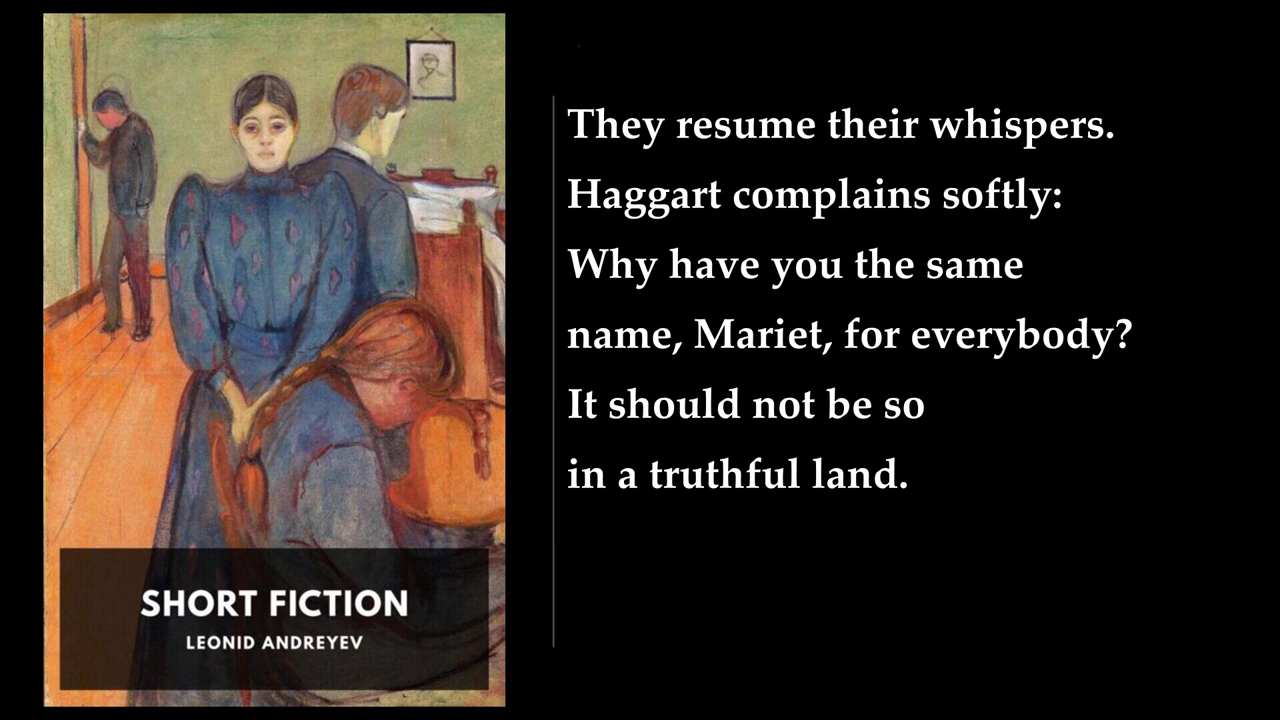 SHORT FICTION
LEONID ANDREYEV
They resume their whispers.
Haggart complains softly:
Why have you the same
name, Mariet, for everybody?
It should not be so
in a truthful land.